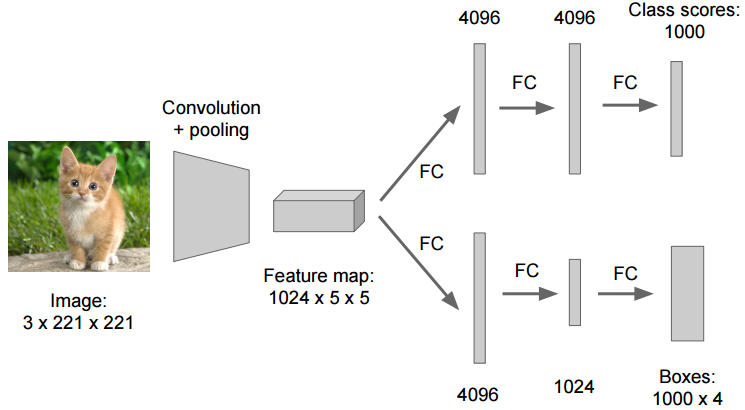 4096
4096
Class scores:
1000
FC
FC
Convolution
+ pooling
FC
FC
FC
FC
Feature map:
1024 x 5 x 5
Image:
3 x 221 x 221
4096
1024
Boxes:
1000 x 4